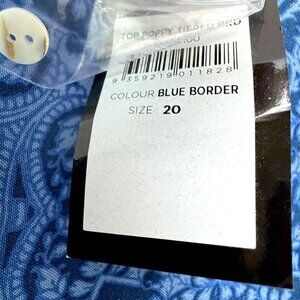 TOP POPPY TIERED BRD
9 359219 011828
COLOUR BLUE BORDER
SIZE 20